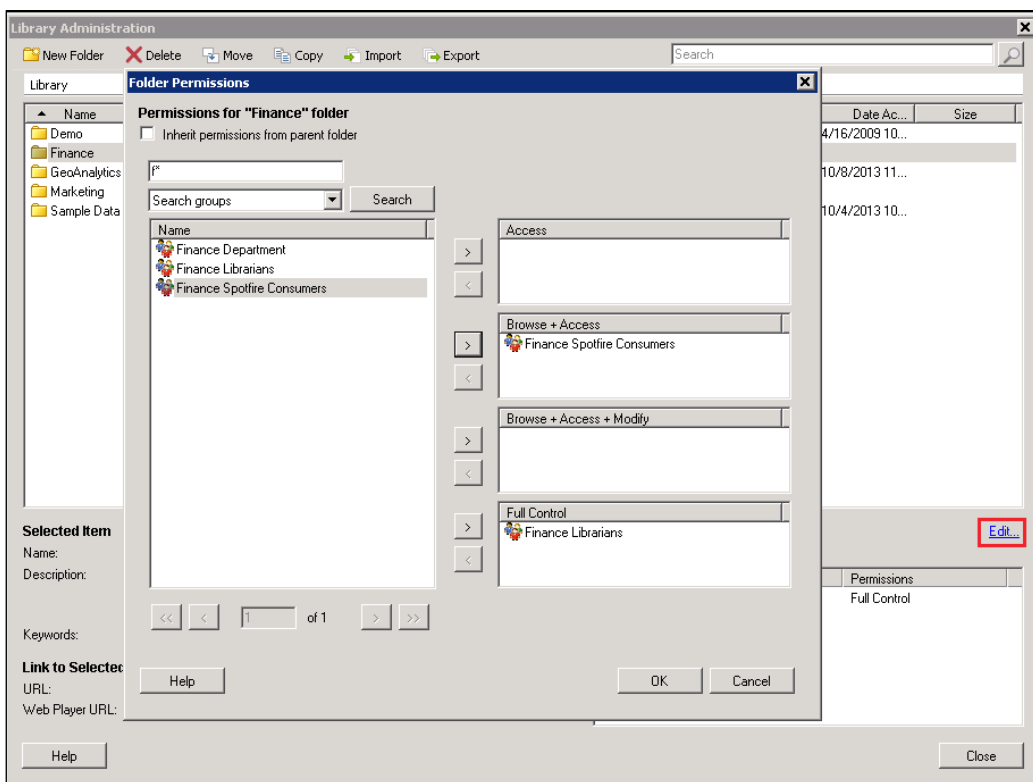 Library Administration
New Folder Delete Move Copy Import Export Search
Library
Folder Permissions
Name
Demo
Finance
GeoAnalytics
Marketing
Sample Data
Permissions for "Finance" folder
Inherit permissions from parent folder
f*
Search groups Search
Name
Finance Department
Finance Librarians
Finance Spotfire Consumers
Access
Browse + Access
Finance Spotfire Consumers
Browse + Access + Modify
Full Control
Finance Librarians
<< < 1 of 1 > >>
Help OK Cancel
Date Ac... Size
4/16/2009 10...
10/8/2013 11...
10/4/2013 10...
Selected Item Edit...
Name:
Description:
Permissions
Full Control
Keywords:
Link to Selected
URL:
Web Player URL:
Help Close